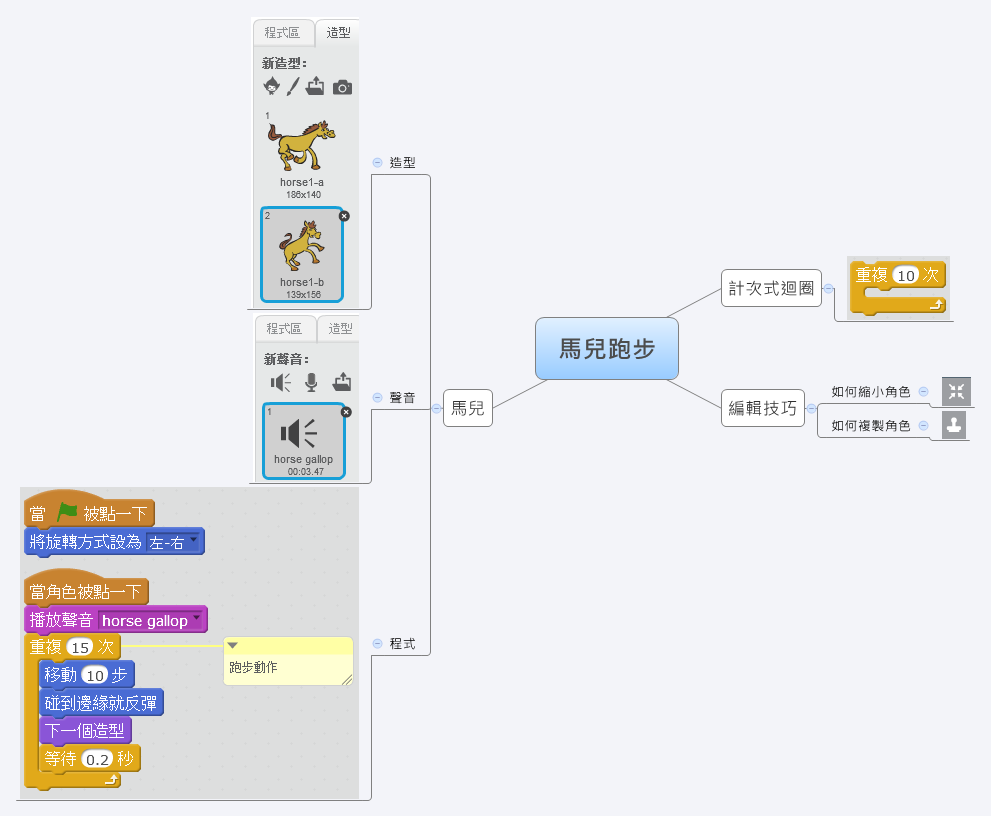 程式區 造型
新造型:
1
horse1-a
186x140
2
horse1-b
139x156
造型
程式區 造型
新聲音:
1
horse gallop
00:03.47
聲音
當 被點一下
將旋轉方式設為 左-右
當角色被點一下
播放聲音 horse gallop
重複 15 次
跑步動作
移動 10 步
碰到邊緣就反彈
下一個造型
等待 0.2 秒
程式
馬兒
馬兒跑步
計次式迴圈
重複 10 次
編輯技巧
如何縮小角色
如何複製角色